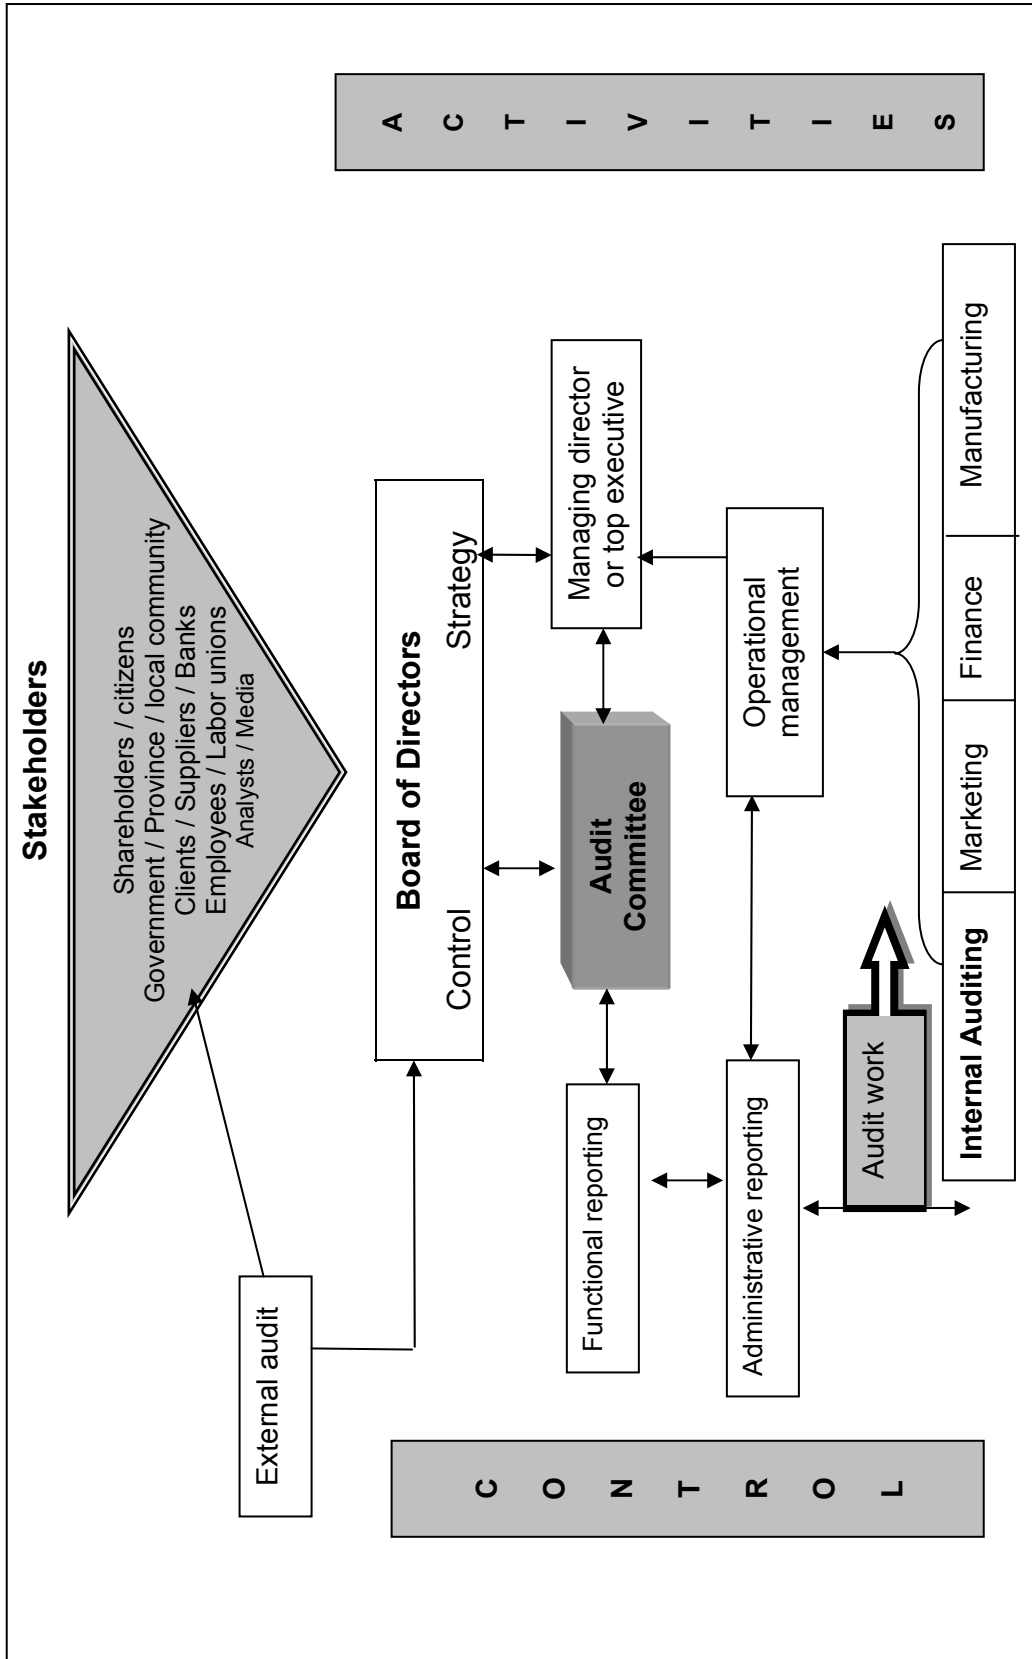 Stakeholders
Shareholders / citizens
Government / Province / local community
Clients / Suppliers / Banks
Employees / Labor unions
Analysts / Media
External audit
Board of Directors
Control Strategy
CONTROL
ACTIVITIES
Functional reporting
Audit
Committee
Managing director
or top executive
Administrative reporting
Operational
management
Audit work
Internal Auditing
Marketing
Finance
Manufacturing